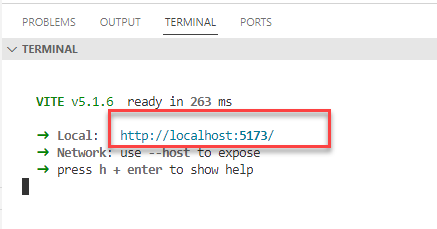 PROBLEMS OUTPUT TERMINAL PORTS
TERMINAL
VITE v5.1.6 ready in 263 ms
➜ Local: http://localhost:5173/
➜ Network: use --host to expose
➜ press h + enter to show help